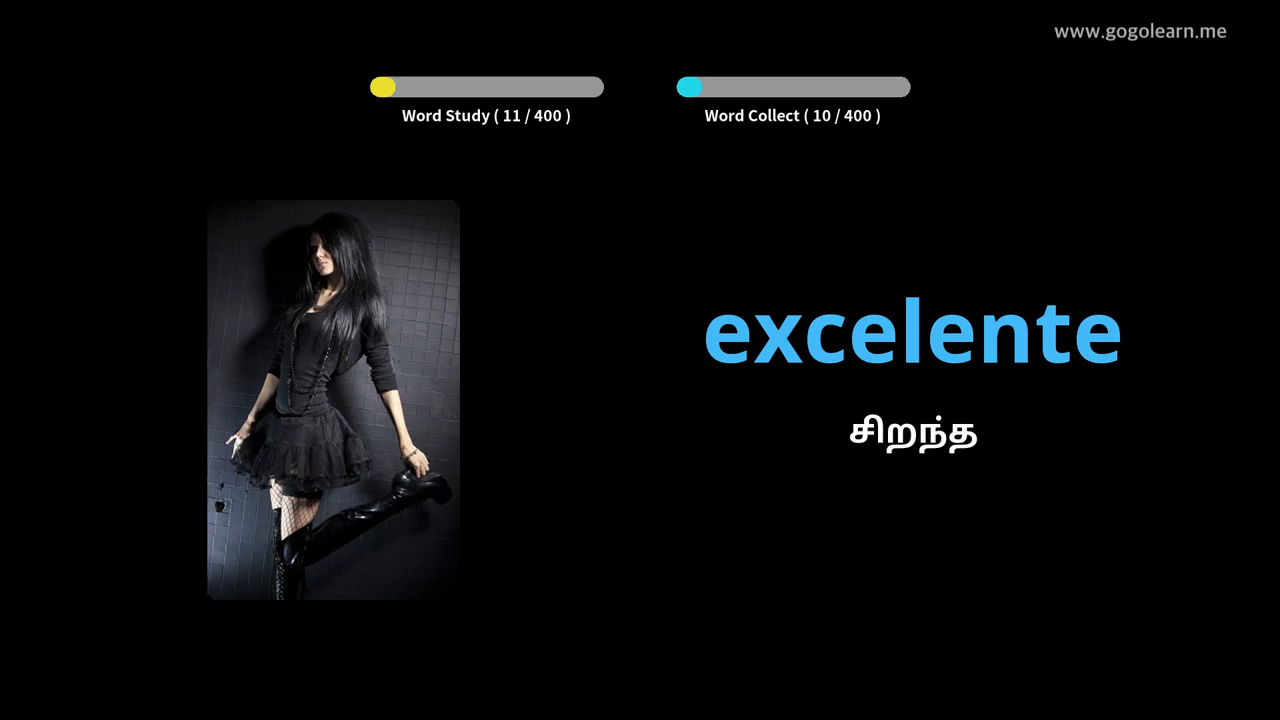 www.gogolearn.me
Word Study ( 11 / 400 )
Word Collect ( 10 / 400 )
excelente
சிறந்த